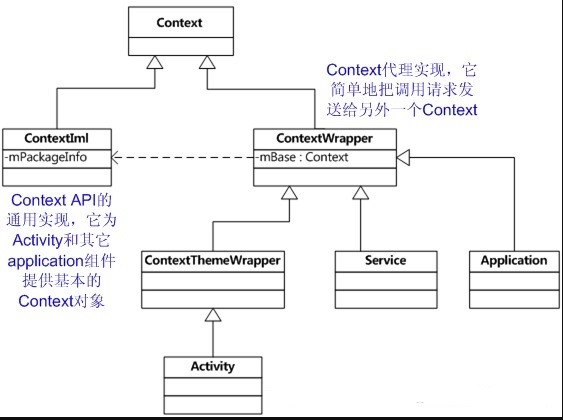 Context
Context代理实现，它
简单地把调用请求发
送给另外一个Context
ContextIml
-mPackageInfo
ContextWrapper
-mBase : Context
Context API的
通用实现，它为
Activity和其它
application组件
提供基本的
Context对象
ContextThemeWrapper
Service
Application
Activity